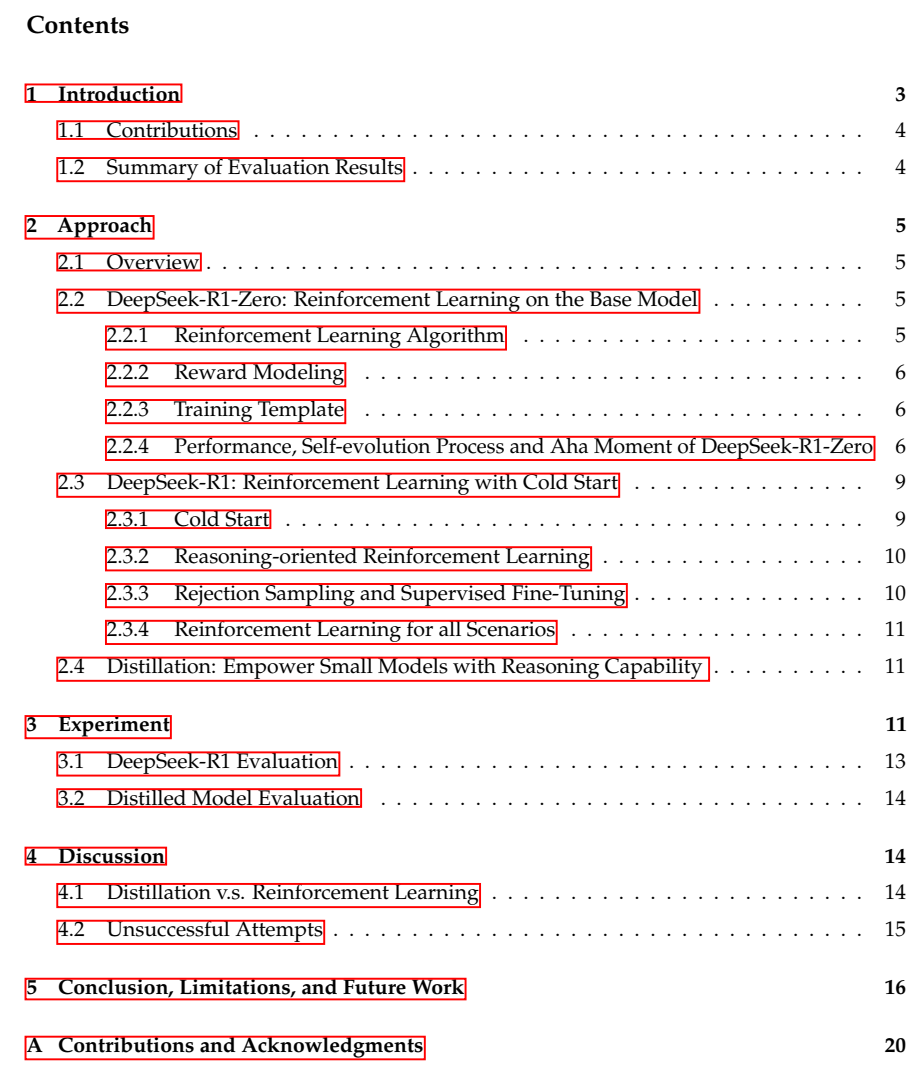 Contents
1 Introduction 3
1.1 Contributions . . . . . . . . . . . . . . . . . . . . . . . . . . . . . . . . . . . . . . . . 4
1.2 Summary of Evaluation Results . . . . . . . . . . . . . . . . . . . . . . . . . . . . . 4
2 Approach 5
2.1 Overview . . . . . . . . . . . . . . . . . . . . . . . . . . . . . . . . . . . . . . . . . . 5
2.2 DeepSeek-R1-Zero: Reinforcement Learning on the Base Model . . . . . . . . . . 5
2.2.1 Reinforcement Learning Algorithm . . . . . . . . . . . . . . . . . . . . . . 5
2.2.2 Reward Modeling . . . . . . . . . . . . . . . . . . . . . . . . . . . . . . . . 6
2.2.3 Training Template . . . . . . . . . . . . . . . . . . . . . . . . . . . . . . . . 6
2.2.4 Performance, Self-evolution Process and Aha Moment of DeepSeek-R1-Zero 6
2.3 DeepSeek-R1: Reinforcement Learning with Cold Start . . . . . . . . . . . . . . . 9
2.3.1 Cold Start . . . . . . . . . . . . . . . . . . . . . . . . . . . . . . . . . . . . . 9
2.3.2 Reasoning-oriented Reinforcement Learning . . . . . . . . . . . . . . . . . 10
2.3.3 Rejection Sampling and Supervised Fine-Tuning . . . . . . . . . . . . . . . 10
2.3.4 Reinforcement Learning for all Scenarios . . . . . . . . . . . . . . . . . . . 11
2.4 Distillation: Empower Small Models with Reasoning Capability . . . . . . . . . . 11
3 Experiment 11
3.1 DeepSeek-R1 Evaluation . . . . . . . . . . . . . . . . . . . . . . . . . . . . . . . . . 13
3.2 Distilled Model Evaluation . . . . . . . . . . . . . . . . . . . . . . . . . . . . . . . 14
4 Discussion 14
4.1 Distillation v.s. Reinforcement Learning . . . . . . . . . . . . . . . . . . . . . . . . 14
4.2 Unsuccessful Attempts . . . . . . . . . . . . . . . . . . . . . . . . . . . . . . . . . . 15
5 Conclusion, Limitations, and Future Work 16
A Contributions and Acknowledgments 20